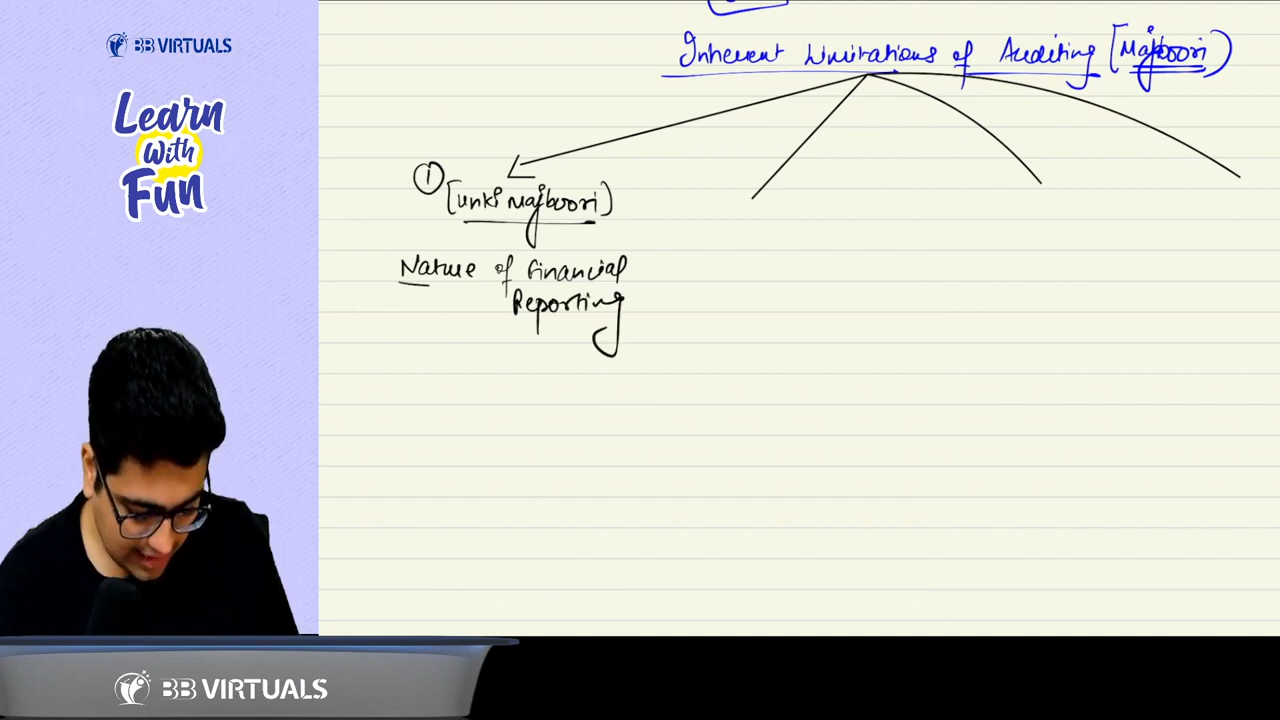 BB VIRTUALS
Learn
With
Fun
Inherent Limitations of Auditing [Majboori)
1
[Unki Majboori)
Nature of Financial
Reporting
BB VIRTUALS